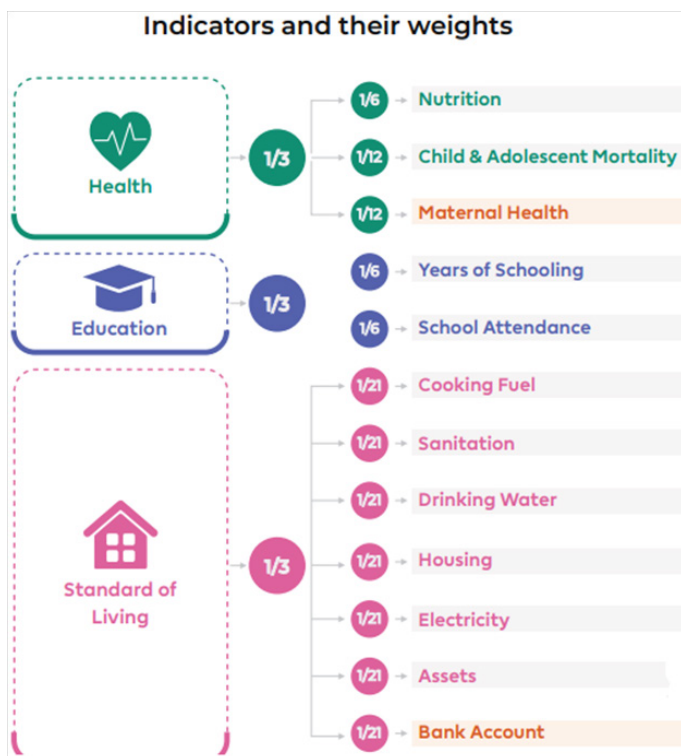 Indicators and their weights
Health
1/3
1/6 Nutrition
1/12 Child & Adolescent Mortality
1/12 Maternal Health
Education
1/3
1/6 Years of Schooling
1/6 School Attendance
Standard of
Living
1/3
1/21 Cooking Fuel
1/21 Sanitation
1/21 Drinking Water
1/21 Housing
1/21 Electricity
1/21 Assets
1/21 Bank Account